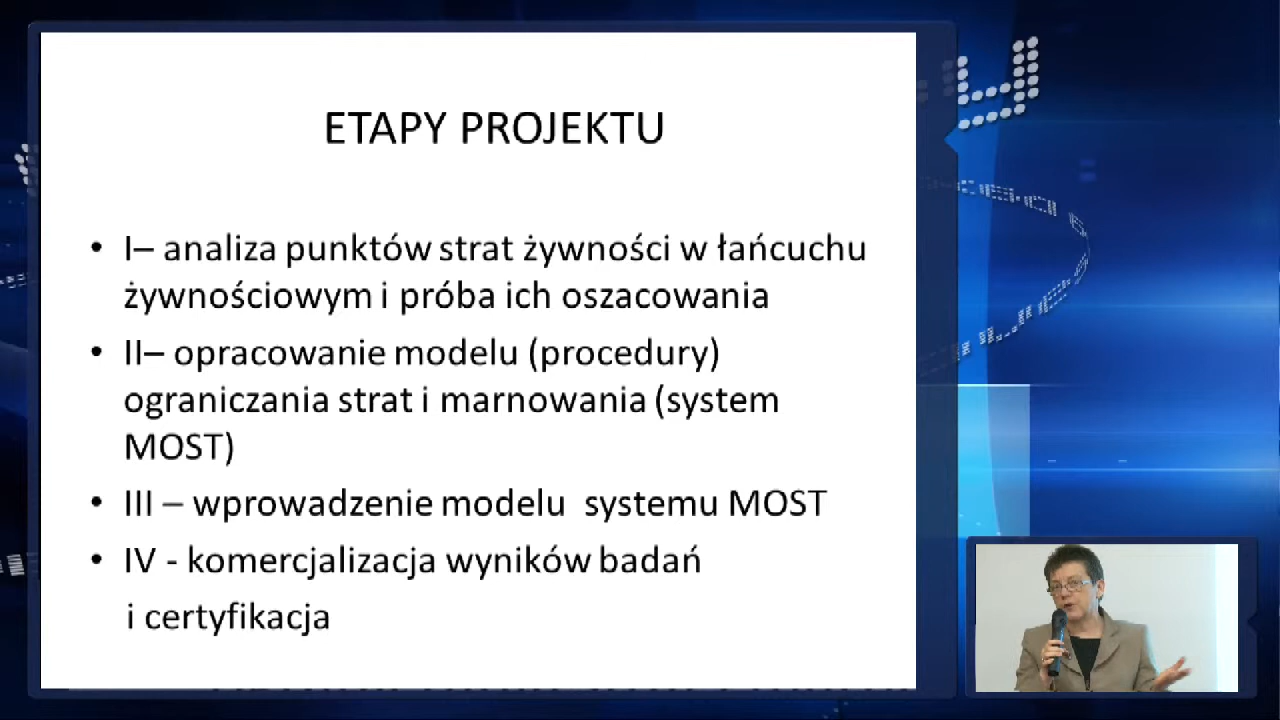 ETAPY PROJEKTU
• I– analiza punktów strat żywności w łańcuchu
żywnościowym i próba ich oszacowania
• II– opracowanie modelu (procedury)
ograniczania strat i marnowania (system
MOST)
• III – wprowadzenie modelu systemu MOST
• IV - komercjalizacja wyników badań
i certyfikacja